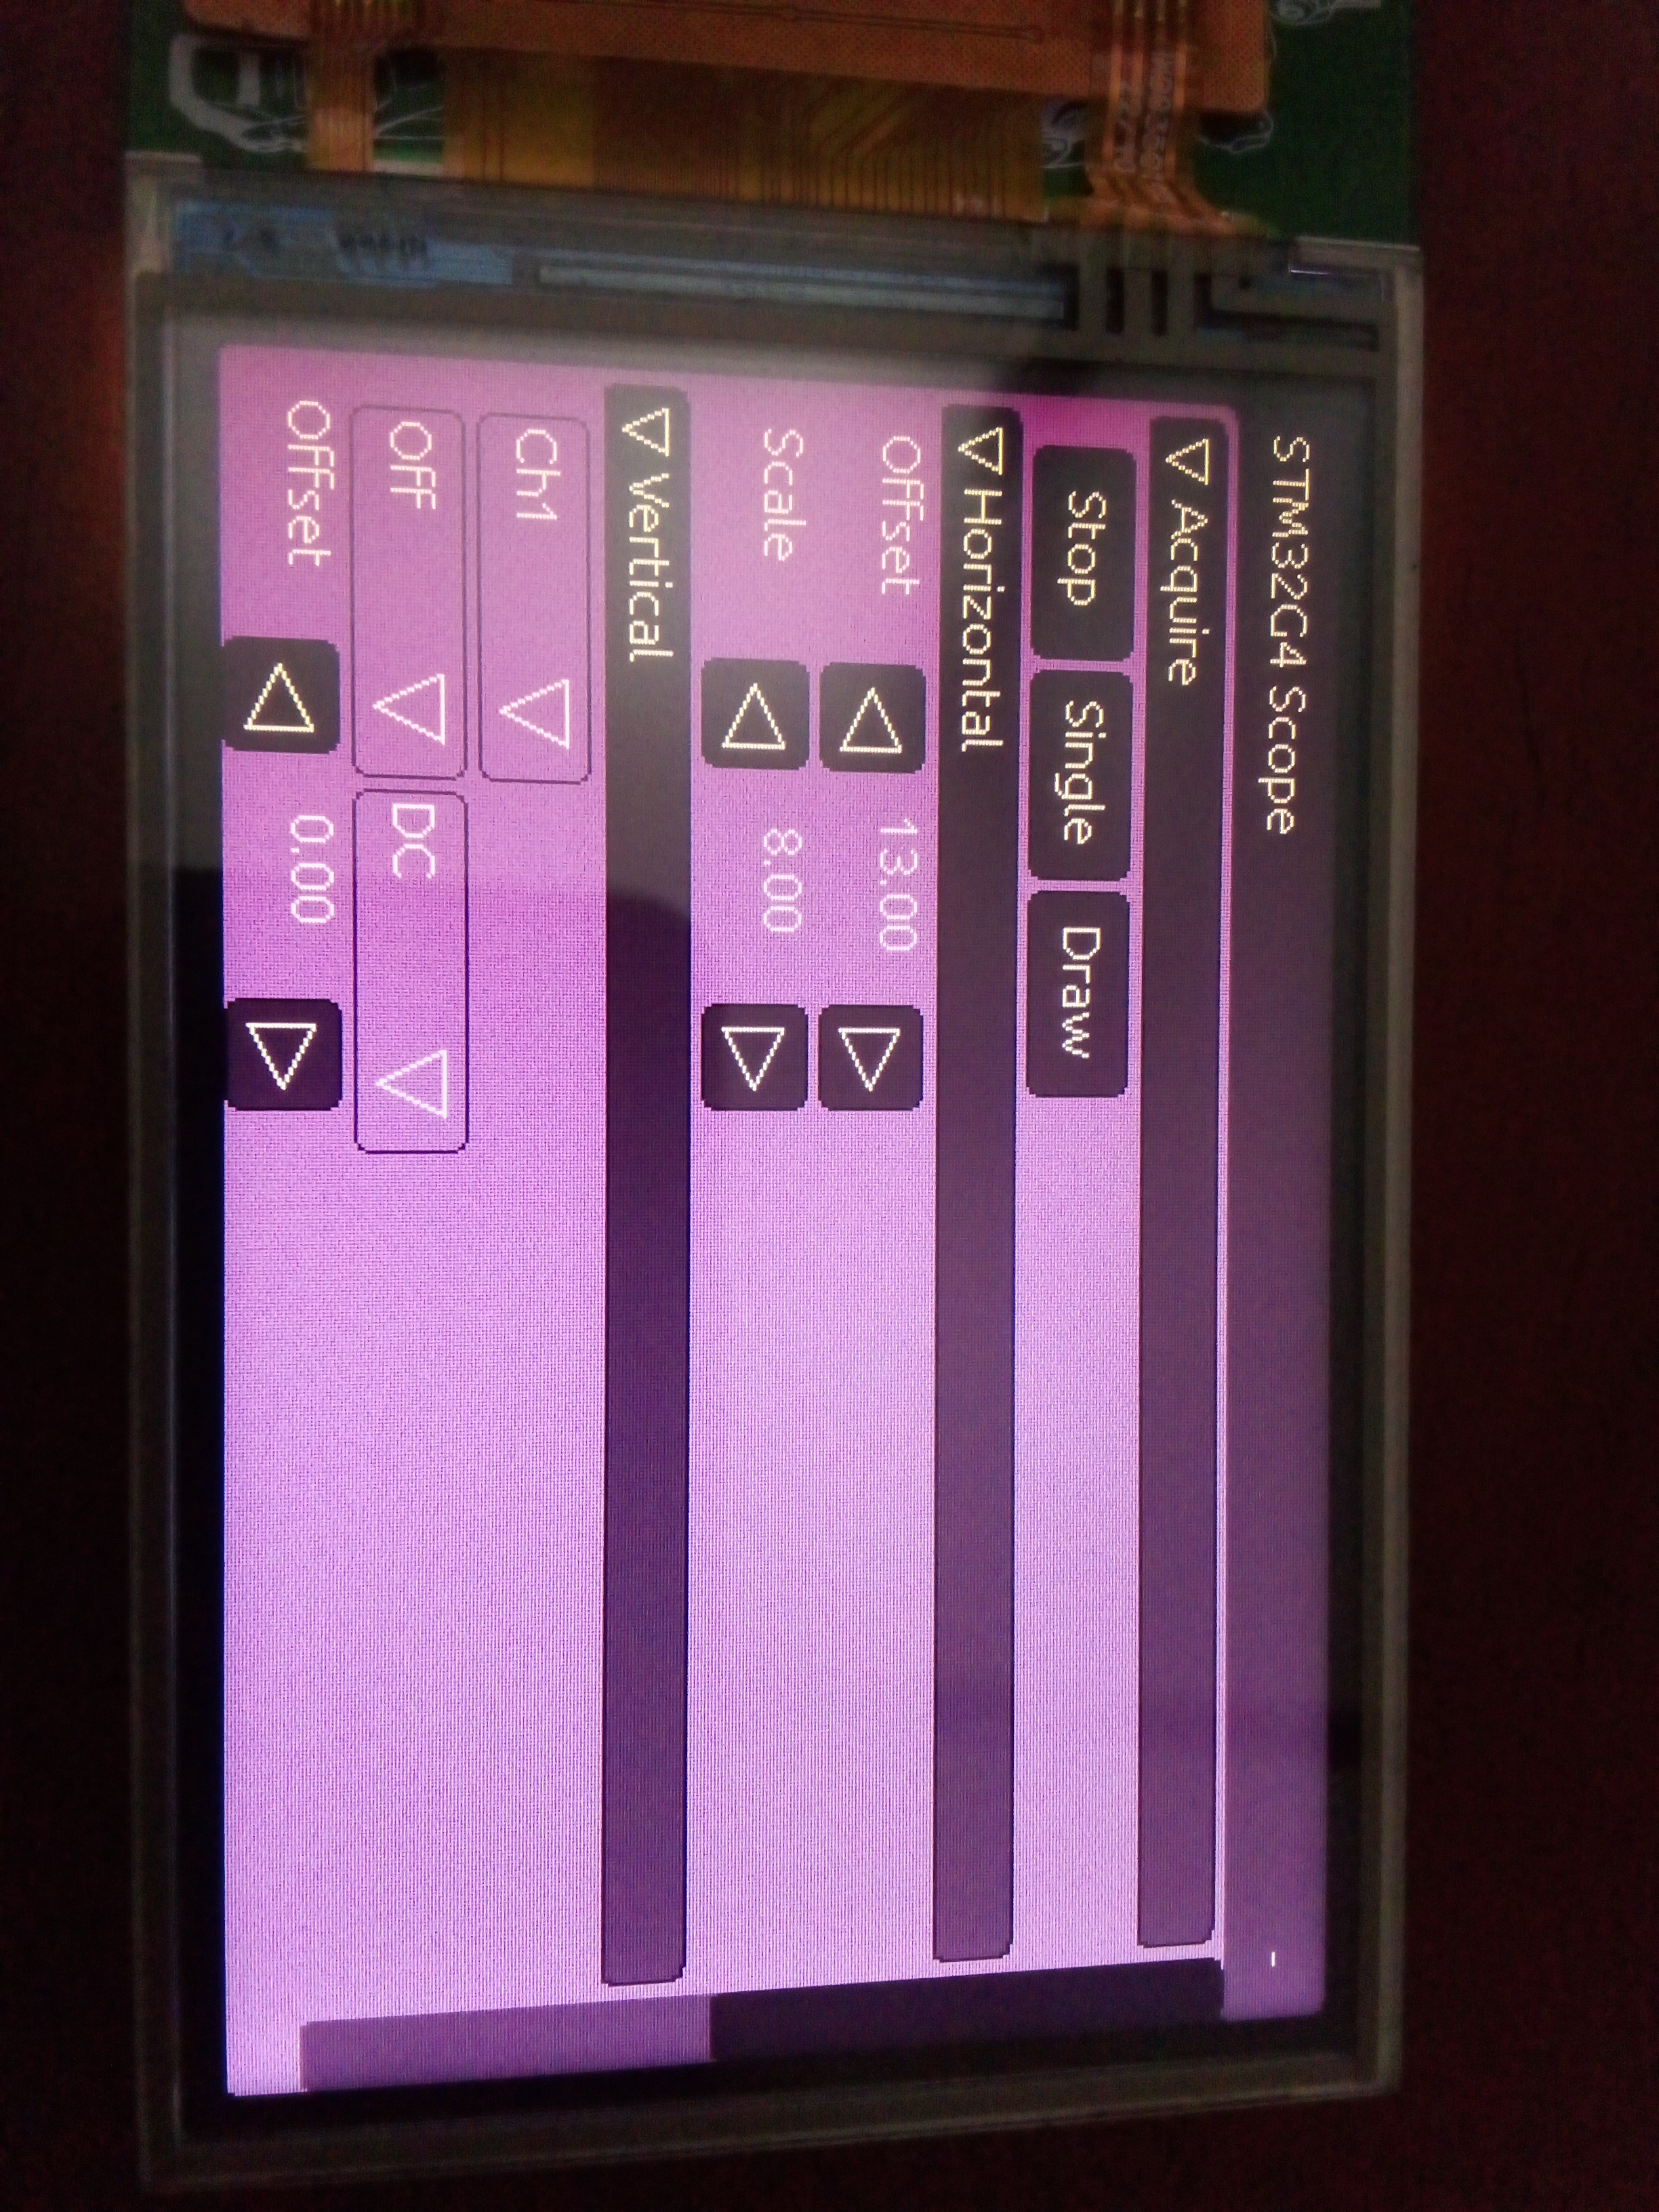 STM32G4 Scope -
Acquire
Stop Single Draw
Horizontal
Offset 13.00
Scale 8.00
Vertical
Ch1
Off DC
Offset 0.00